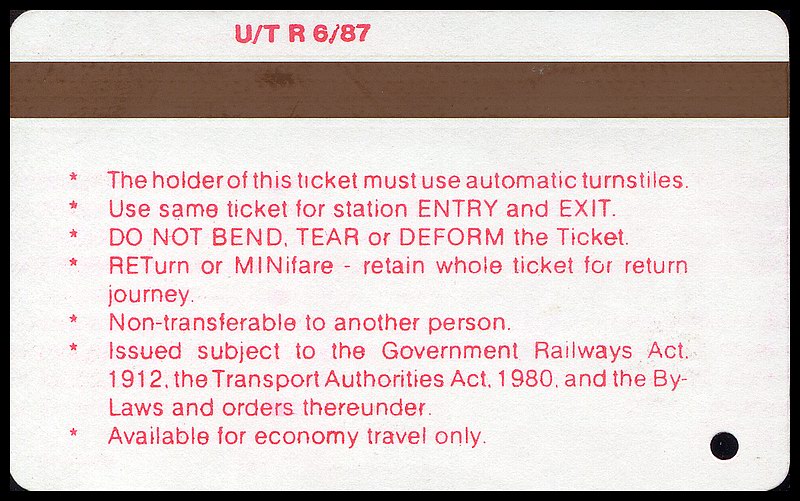 U/T R 6/87
* The holder of this ticket must use automatic turnstiles.
* Use same ticket for station ENTRY and EXIT.
* DO NOT BEND, TEAR or DEFORM the Ticket.
* RETurn or MINifare - retain whole ticket for return
journey.
* Non-transferable to another person.
* Issued subject to the Government Railways Act,
1912, the Transport Authorities Act, 1980, and the By-
Laws and orders thereunder.
* Available for economy travel only.